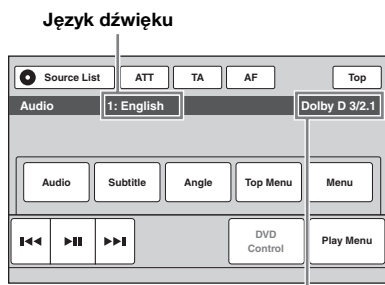 Język dźwięku
Source List ATT TA AF Top
Audio 1: English Dolby D 3/2.1
Audio Subtitle Angle Top Menu Menu
DVD Control Play Menu